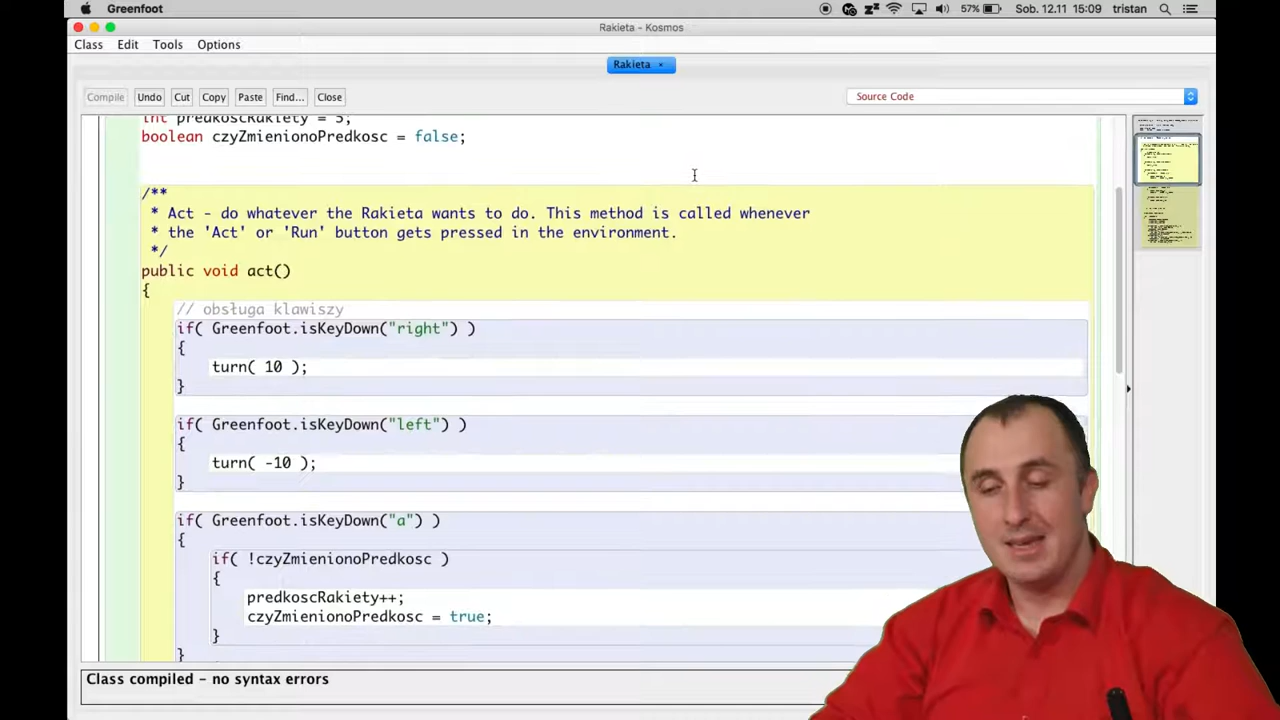 Greenfoot
57%
Sob. 12.11 15:09 tristan
Rakieta - Kosmos
Class Edit Tools Options
Rakieta ×
Compile Undo Cut Copy Paste Find... Close
Source Code
int predkoscRakiety = 5;
boolean czyZmienionoPredkosc = false;
/**
* Act - do whatever the Rakieta wants to do. This method is called whenever
* the 'Act' or 'Run' button gets pressed in the environment.
*/
public void act()
{
// obsługa klawiszy
if( Greenfoot.isKeyDown("right") )
{
turn( 10 );
}
if( Greenfoot.isKeyDown("left") )
{
turn( -10 );
}
if( Greenfoot.isKeyDown("a") )
{
if( !czyZmienionoPredkosc )
{
predkoscRakiety++;
czyZmienionoPredkosc = true;
}
}
Class compiled - no syntax errors